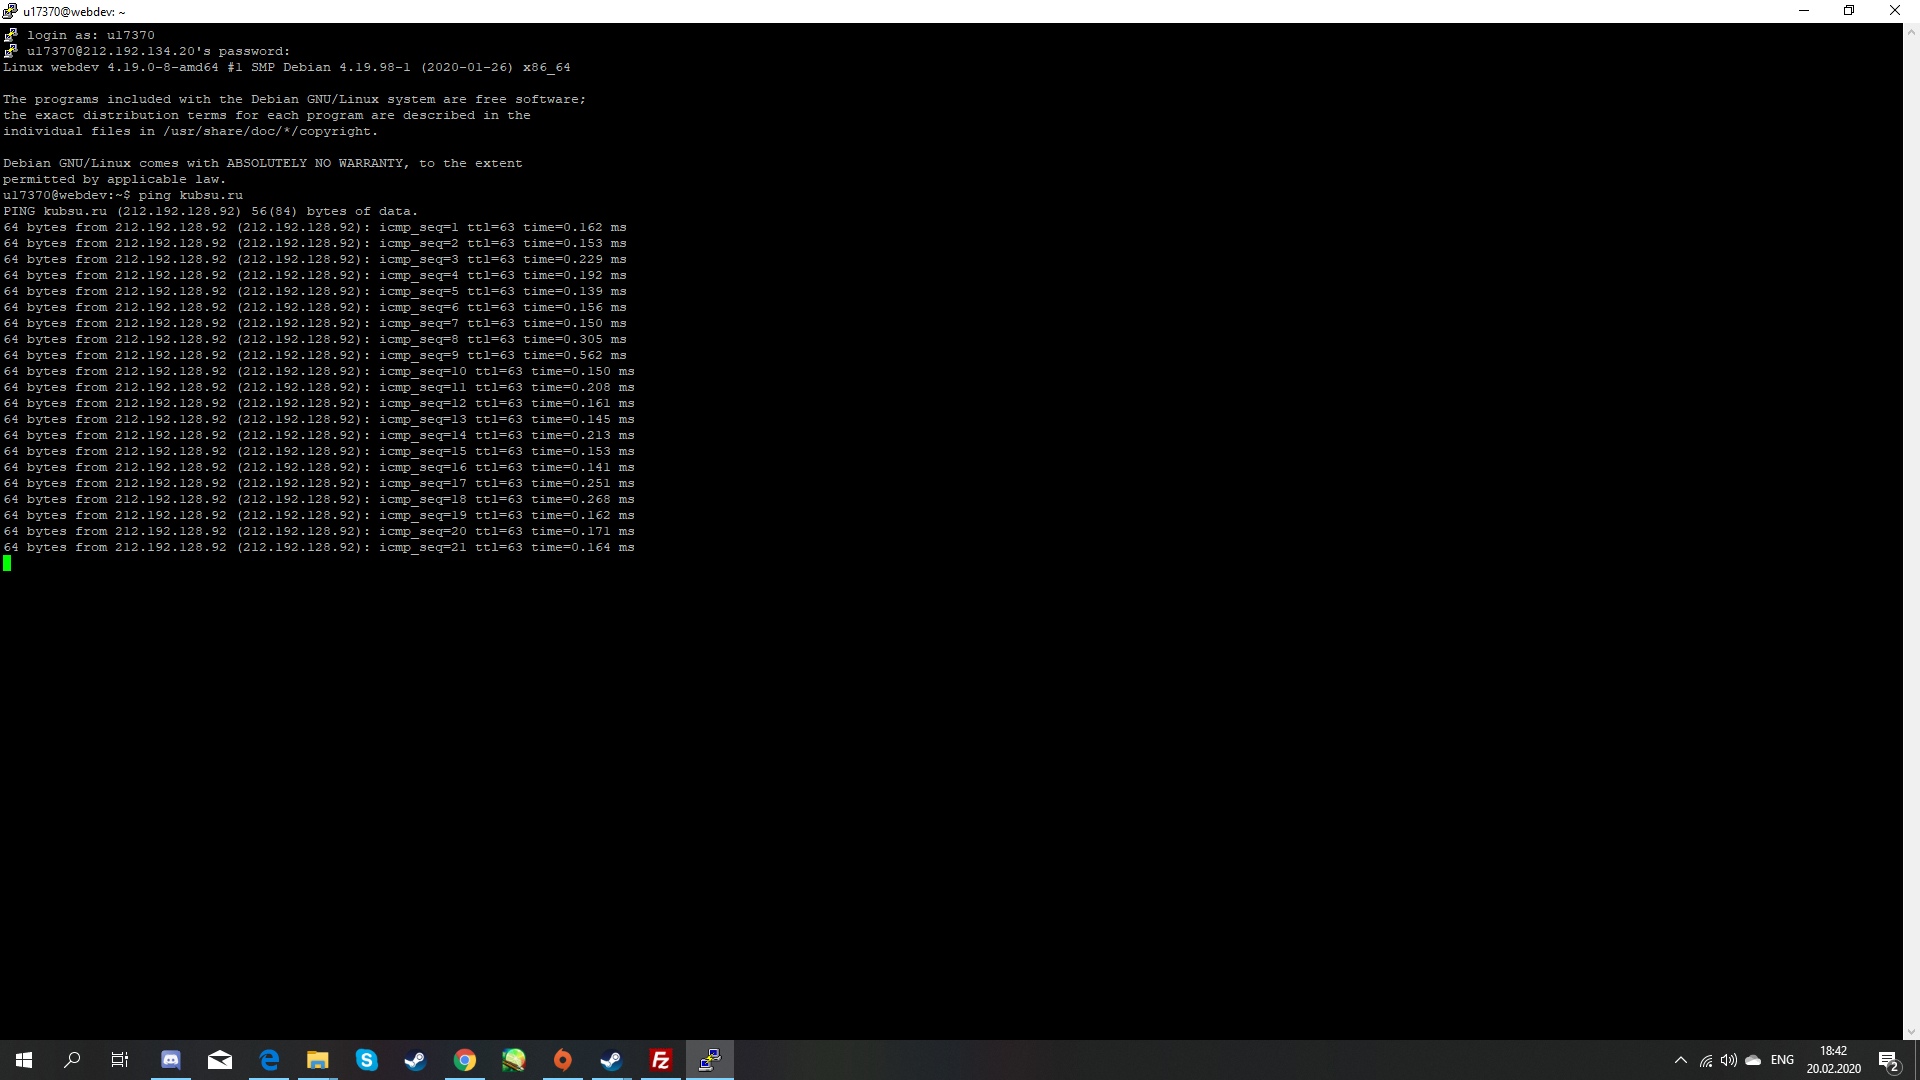 u17370@webdev: ~
login as: u17370
u17370@212.192.134.20's password:
Linux webdev 4.19.0-8-amd64 #1 SMP Debian 4.19.98-1 (2020-01-26) x86_64
The programs included with the Debian GNU/Linux system are free software;
the exact distribution terms for each program are described in the
individual files in /usr/share/doc/*/copyright.
Debian GNU/Linux comes with ABSOLUTELY NO WARRANTY, to the extent
permitted by applicable law.
u17370@webdev:~$ ping kubsu.ru
PING kubsu.ru (212.192.128.92) 56(84) bytes of data.
64 bytes from 212.192.128.92 (212.192.128.92): icmp_seq=1 ttl=63 time=0.162 ms
64 bytes from 212.192.128.92 (212.192.128.92): icmp_seq=2 ttl=63 time=0.153 ms
64 bytes from 212.192.128.92 (212.192.128.92): icmp_seq=3 ttl=63 time=0.229 ms
64 bytes from 212.192.128.92 (212.192.128.92): icmp_seq=4 ttl=63 time=0.192 ms
64 bytes from 212.192.128.92 (212.192.128.92): icmp_seq=5 ttl=63 time=0.139 ms
64 bytes from 212.192.128.92 (212.192.128.92): icmp_seq=6 ttl=63 time=0.156 ms
64 bytes from 212.192.128.92 (212.192.128.92): icmp_seq=7 ttl=63 time=0.150 ms
64 bytes from 212.192.128.92 (212.192.128.92): icmp_seq=8 ttl=63 time=0.305 ms
64 bytes from 212.192.128.92 (212.192.128.92): icmp_seq=9 ttl=63 time=0.562 ms
64 bytes from 212.192.128.92 (212.192.128.92): icmp_seq=10 ttl=63 time=0.150 ms
64 bytes from 212.192.128.92 (212.192.128.92): icmp_seq=11 ttl=63 time=0.208 ms
64 bytes from 212.192.128.92 (212.192.128.92): icmp_seq=12 ttl=63 time=0.161 ms
64 bytes from 212.192.128.92 (212.192.128.92): icmp_seq=13 ttl=63 time=0.145 ms
64 bytes from 212.192.128.92 (212.192.128.92): icmp_seq=14 ttl=63 time=0.213 ms
64 bytes from 212.192.128.92 (212.192.128.92): icmp_seq=15 ttl=63 time=0.153 ms
64 bytes from 212.192.128.92 (212.192.128.92): icmp_seq=16 ttl=63 time=0.141 ms
64 bytes from 212.192.128.92 (212.192.128.92): icmp_seq=17 ttl=63 time=0.251 ms
64 bytes from 212.192.128.92 (212.192.128.92): icmp_seq=18 ttl=63 time=0.268 ms
64 bytes from 212.192.128.92 (212.192.128.92): icmp_seq=19 ttl=63 time=0.162 ms
64 bytes from 212.192.128.92 (212.192.128.92): icmp_seq=20 ttl=63 time=0.171 ms
64 bytes from 212.192.128.92 (212.192.128.92): icmp_seq=21 ttl=63 time=0.164 ms
ENG
18:42
20.02.2020
2